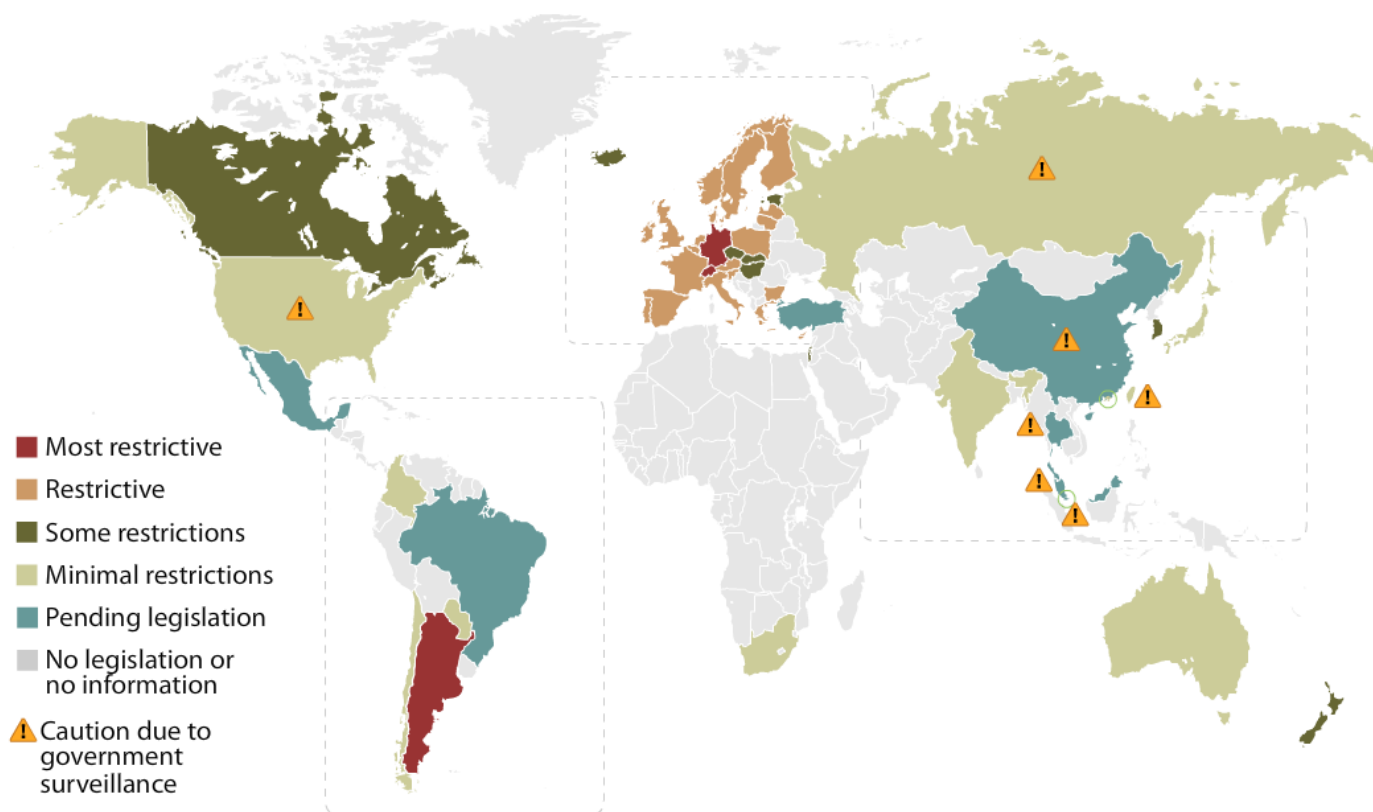 Most restrictive
Restrictive
Some restrictions
Minimal restrictions
Pending legislation
No legislation or
no information
Caution due to
government
surveillance